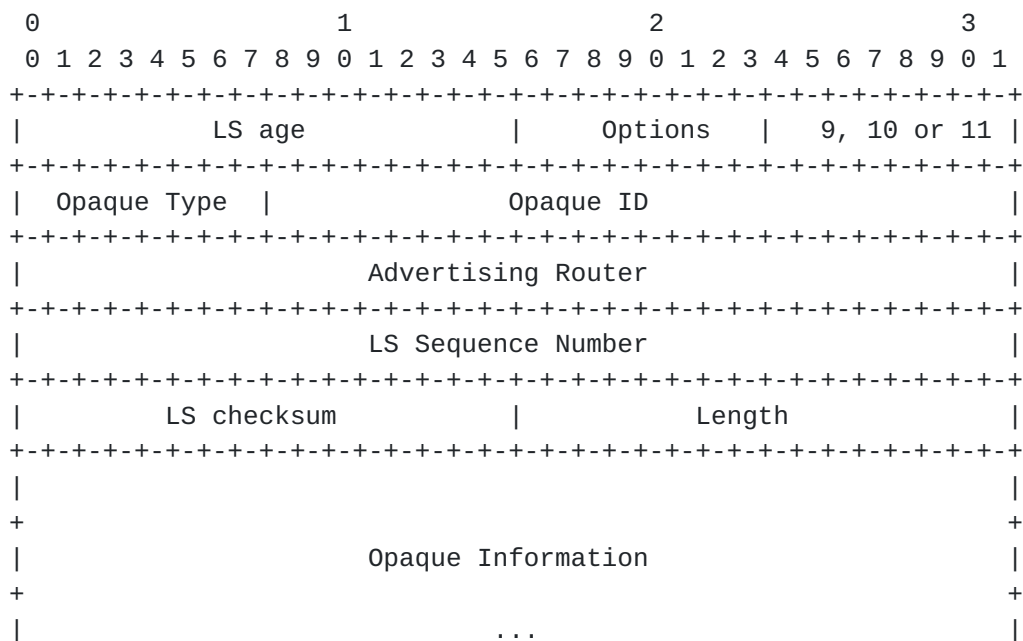 0                   1                   2                   3
 0 1 2 3 4 5 6 7 8 9 0 1 2 3 4 5 6 7 8 9 0 1 2 3 4 5 6 7 8 9 0 1
+-+-+-+-+-+-+-+-+-+-+-+-+-+-+-+-+-+-+-+-+-+-+-+-+-+-+-+-+-+-+-+-+
|            LS age             |     Options   |   9, 10 or 11 |
+-+-+-+-+-+-+-+-+-+-+-+-+-+-+-+-+-+-+-+-+-+-+-+-+-+-+-+-+-+-+-+-+
|  Opaque Type  |               Opaque ID                       |
+-+-+-+-+-+-+-+-+-+-+-+-+-+-+-+-+-+-+-+-+-+-+-+-+-+-+-+-+-+-+-+-+
|                      Advertising Router                       |
+-+-+-+-+-+-+-+-+-+-+-+-+-+-+-+-+-+-+-+-+-+-+-+-+-+-+-+-+-+-+-+-+
|                      LS Sequence Number                       |
+-+-+-+-+-+-+-+-+-+-+-+-+-+-+-+-+-+-+-+-+-+-+-+-+-+-+-+-+-+-+-+-+
|         LS checksum           |           Length              |
+-+-+-+-+-+-+-+-+-+-+-+-+-+-+-+-+-+-+-+-+-+-+-+-+-+-+-+-+-+-+-+-+
|                                                               |
+                                                               +
|                      Opaque Information                       |
+                                                               +
|                              ...                              |